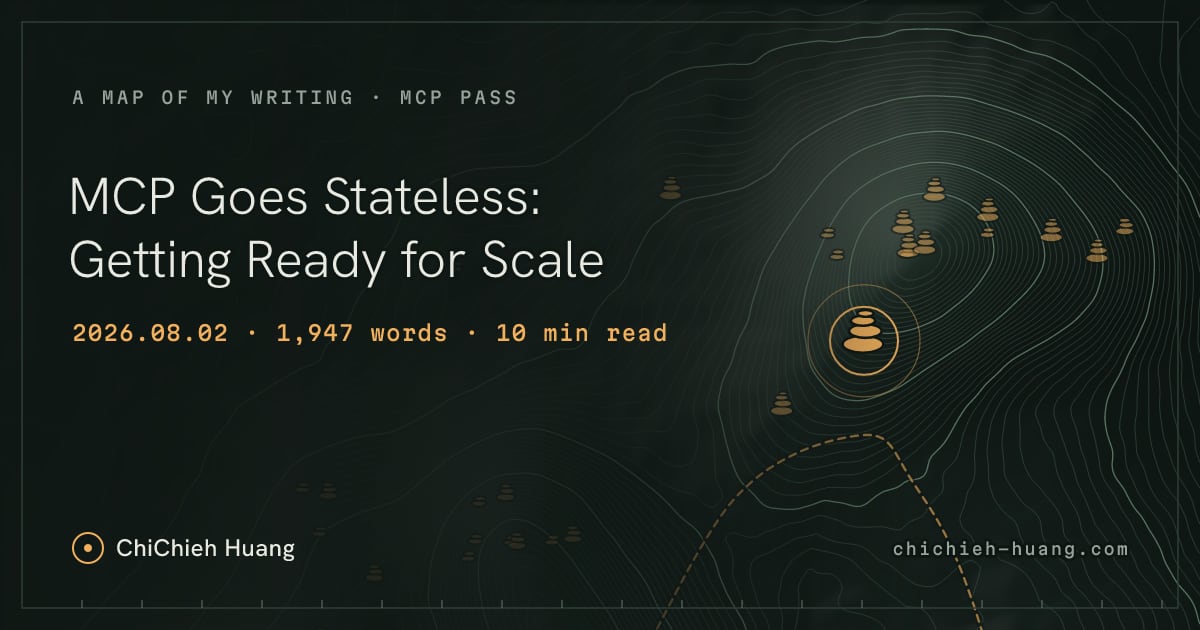 A MAP OF MY WRITING · MCP PASS
MCP Goes Stateless:
Getting Ready for Scale
2026.08.02 · 1,947 words · 10 min read
ChiChieh Huang
chichieh-huang.com